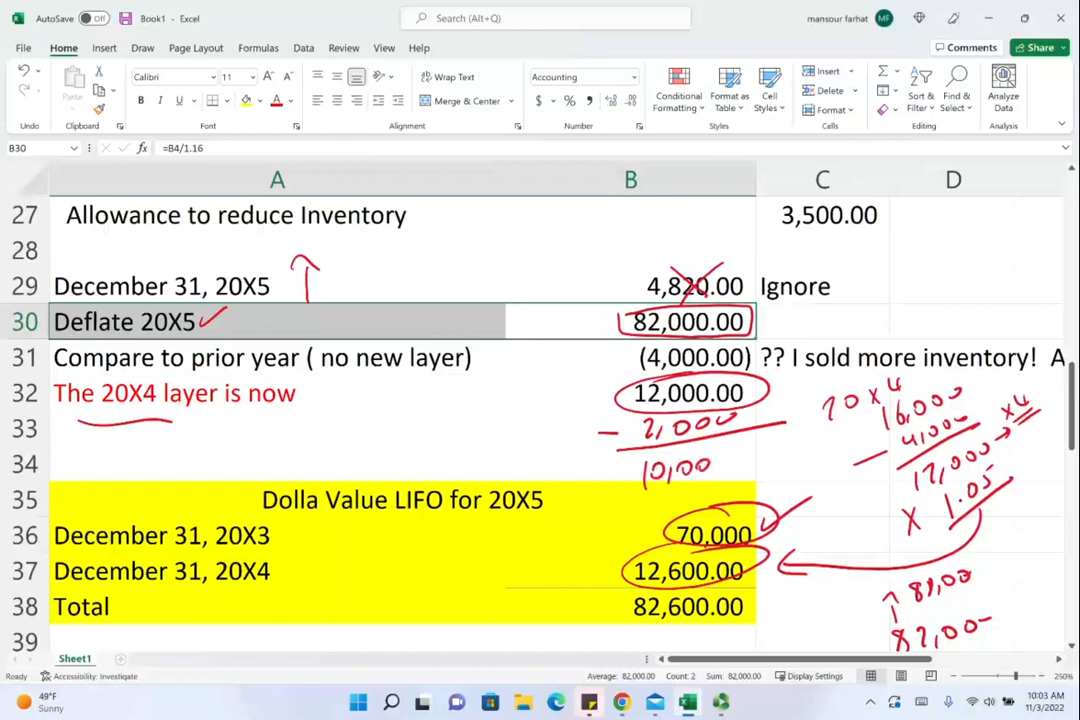 AutoSave Off Book1 - Excel Search (Alt+Q) mansour farhat MF
File Home Insert Draw Page Layout Formulas Data Review View Help Comments Share
Calibri 11 A A Wrap Text Accounting Insert
Paste B I U A Merge & Center $ % 9 Conditional Formatting Format as Table Cell Styles Delete Format Sort & Filter Find & Select Analyze Data
Undo Clipboard Font Alignment Number Styles Cells Editing Analysis
B30 fx =B4/1.16
A B C D
27 Allowance to reduce Inventory 3,500.00
28
29 December 31, 20X5 4,820.00 Ignore
30 Deflate 20X5 82,000.00
31 Compare to prior year ( no new layer) (4,000.00) ?? I sold more inventory! A
32 The 20X4 layer is now 12,000.00
20 x 4
16,000
- 4,000
12,000 → x4
x 1.05
33 - 2,000
34 10,00
35 Dolla Value LIFO for 20X5
36 December 31, 20X3 70,000
37 December 31, 20X4 12,600.00
38 Total 82,600.00
82,00
39
Sheet1
Ready Accessibility: Investigate Average: 82,000.00 Count: 2 Sum: 82,000.00 Display Settings 250%
49°F
Sunny
10:03 AM
11/3/2022